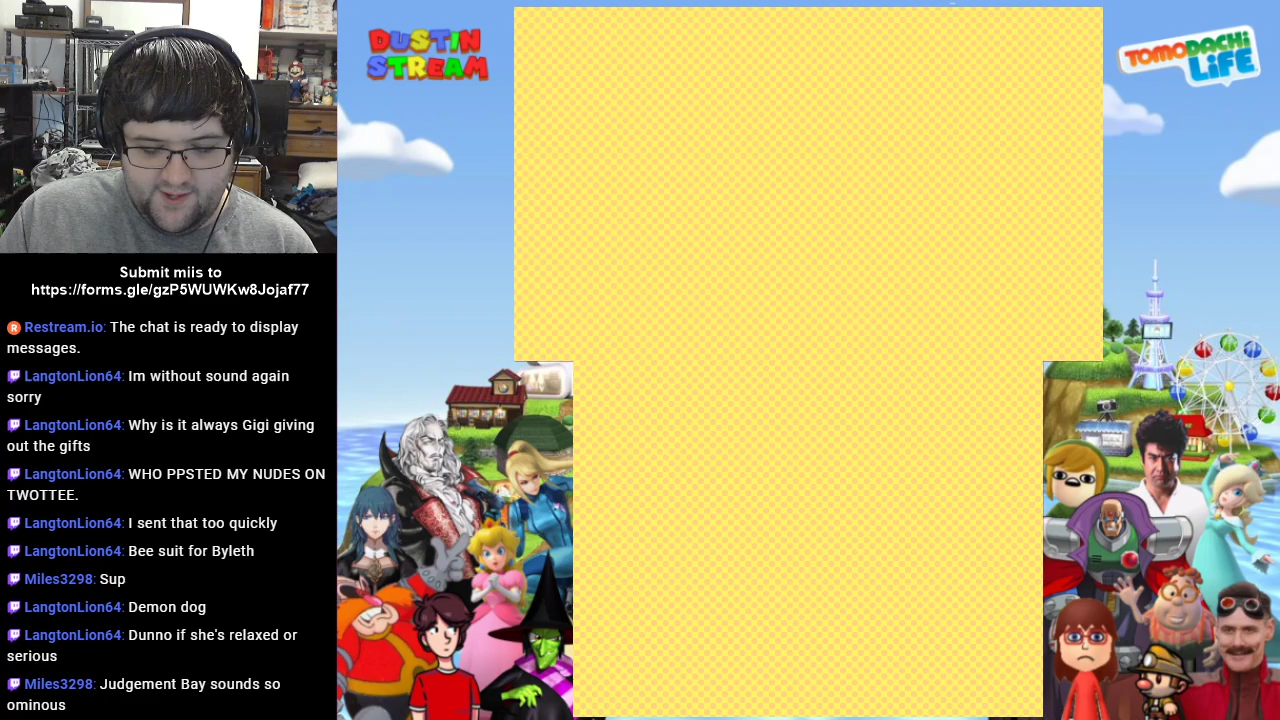 DUSTIN
STREAM
TOMODACHI
LIFE
Submit miis to
https://forms.gle/gzP5WUWKw8Jojaf77
Restream.io: The chat is ready to display
messages.
LangtonLion64: Im without sound again
sorry
LangtonLion64: Why is it always Gigi giving
out the gifts
LangtonLion64: WHO PPSTED MY NUDES ON
TWOTTEE.
LangtonLion64: I sent that too quickly
LangtonLion64: Bee suit for Byleth
Miles3298: Sup
LangtonLion64: Demon dog
LangtonLion64: Dunno if she's relaxed or
serious
Miles3298: Judgement Bay sounds so
ominous